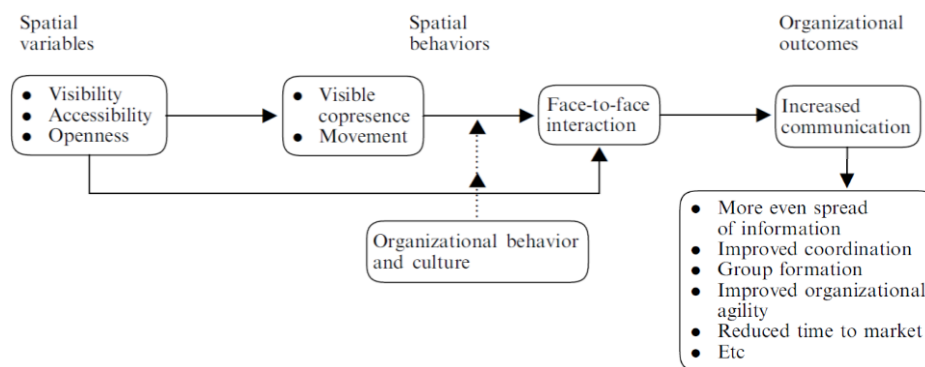 Spatial
variables
Spatial
behaviors
Organizational
outcomes
● Visibility
● Accessibility
● Openness
● Visible
copresence
● Movement
Face-to-face
interaction
Increased
communication
Organizational behavior
and culture
● More even spread
of information
● Improved coordination
● Group formation
● Improved organizational
agility
● Reduced time to market
● Etc